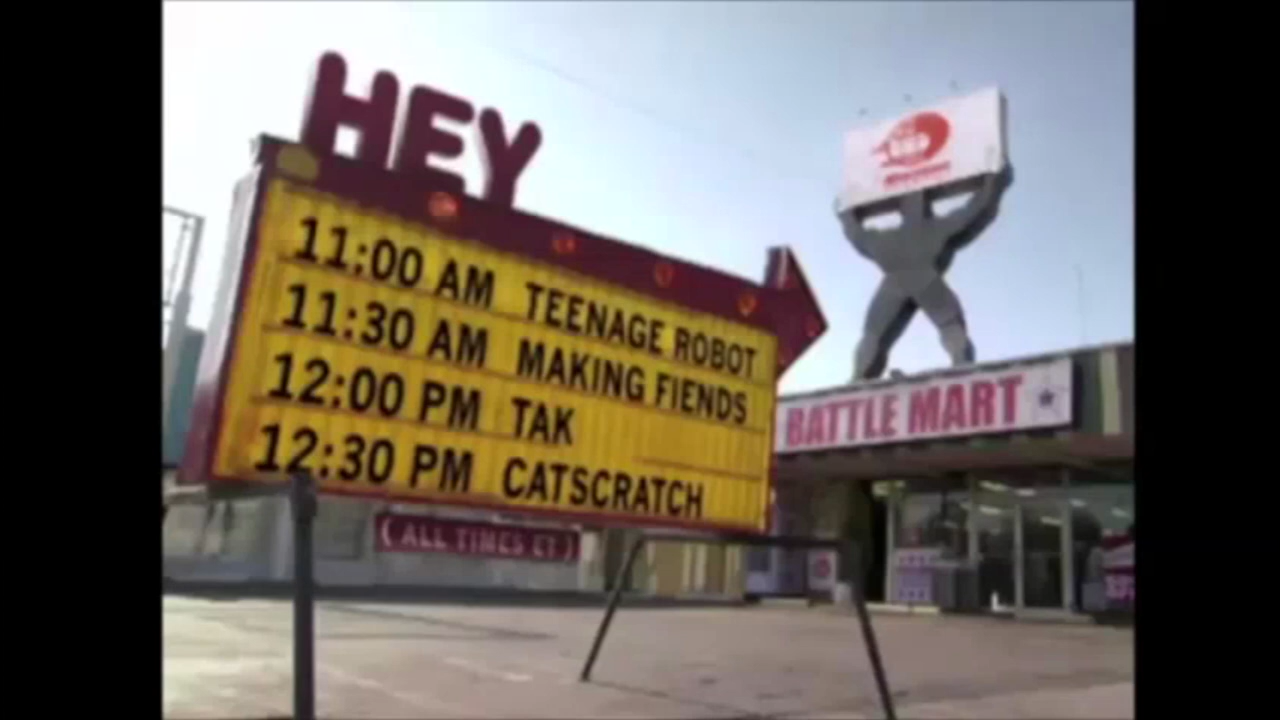 HEY
11:00 AM TEENAGE ROBOT
11:30 AM MAKING FIENDS
12:00 PM TAK
12:30 PM CATSCRATCH
(ALL TIMES ET)
BATTLE MART